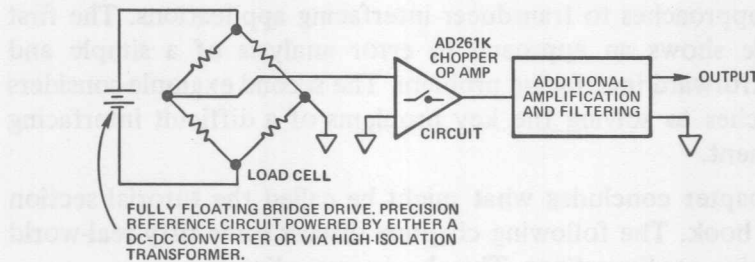 AD261K
CHOPPER
OP AMP
CIRCUIT
ADDITIONAL
AMPLIFICATION
AND FILTERING
OUTPUT
LOAD CELL
FULLY FLOATING BRIDGE DRIVE. PRECISION
REFERENCE CIRCUIT POWERED BY EITHER A
DC-DC CONVERTER OR VIA HIGH-ISOLATION
TRANSFORMER.